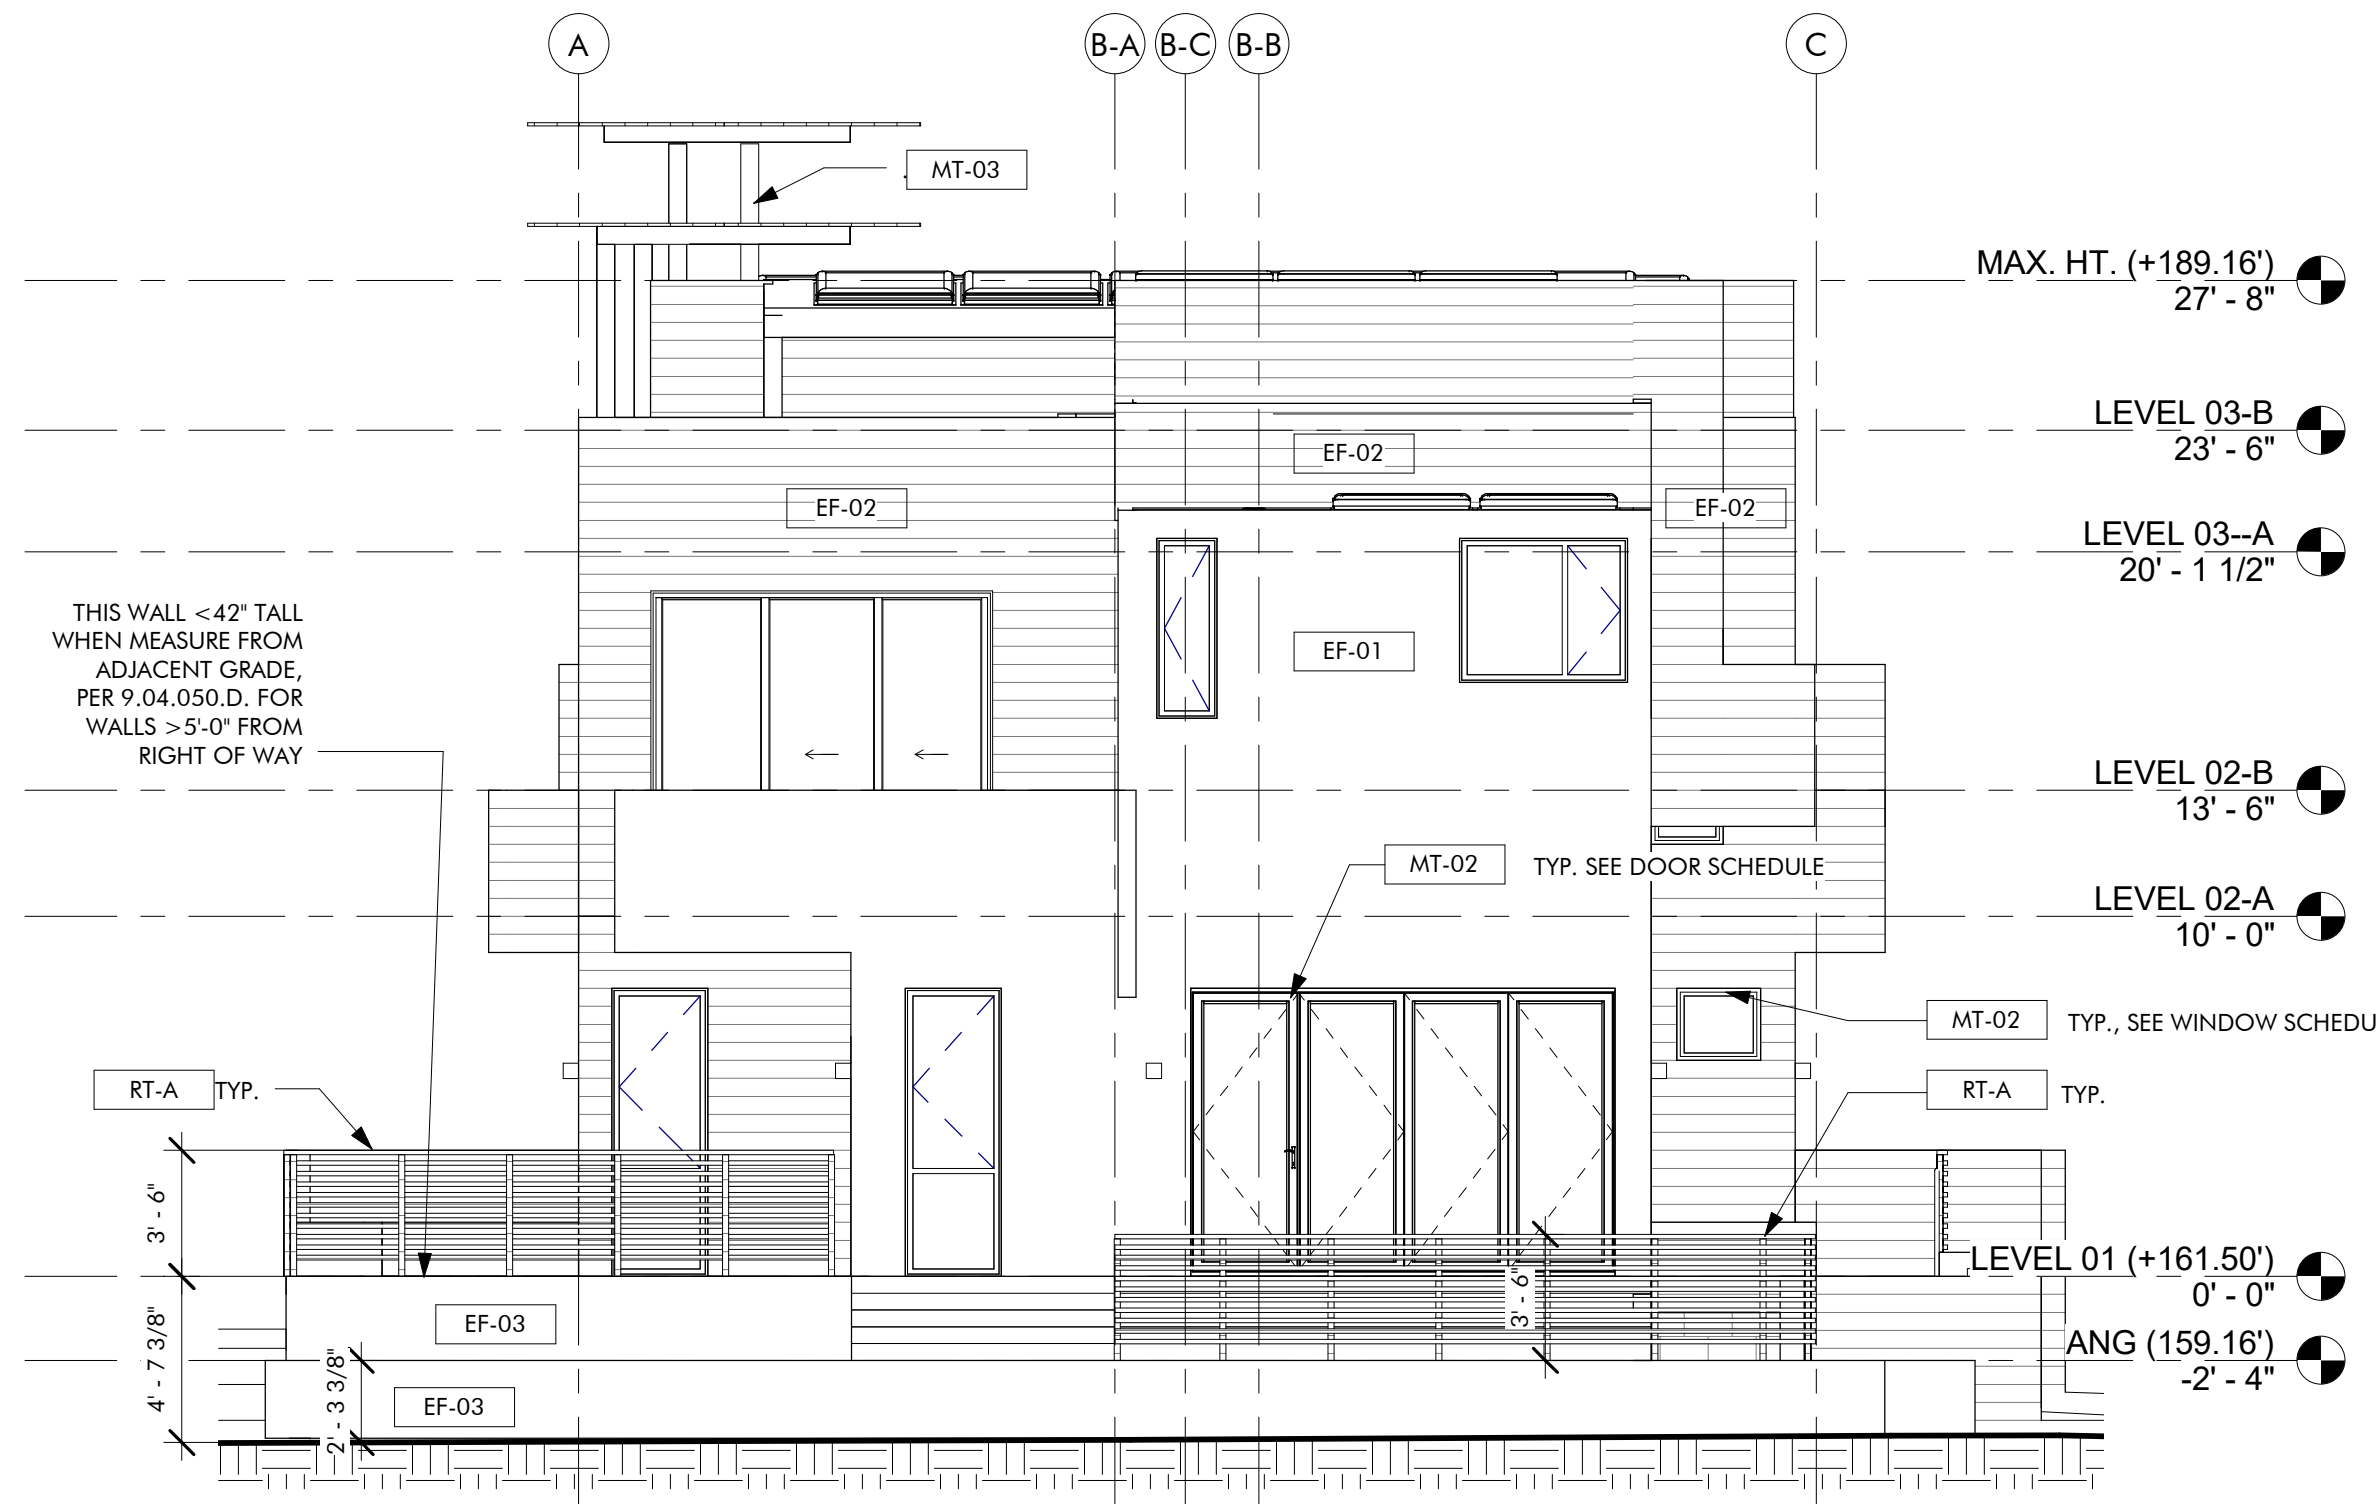 A
B-A
B-C
B-B
C
MT-03
MAX. HT. (+189.16')
27' - 8"
LEVEL 03-B
23' - 6"
EF-02
EF-02
EF-02
LEVEL 03--A
20' - 1 1/2"
THIS WALL <42" TALL
WHEN MEASURE FROM
ADJACENT GRADE,
PER 9.04.050.D. FOR
WALLS >5'-0" FROM
RIGHT OF WAY
EF-01
LEVEL 02-B
13' - 6"
MT-02
TYP. SEE DOOR SCHEDULE
LEVEL 02-A
10' - 0"
MT-02
TYP., SEE WINDOW SCHEDU
RT-A
TYP.
RT-A
TYP.
3' - 6"
LEVEL 01 (+161.50')
0' - 0"
3' - 6"
EF-03
4' - 7 3/8"
2' - 3 3/8"
ANG (159.16')
-2' - 4"
EF-03